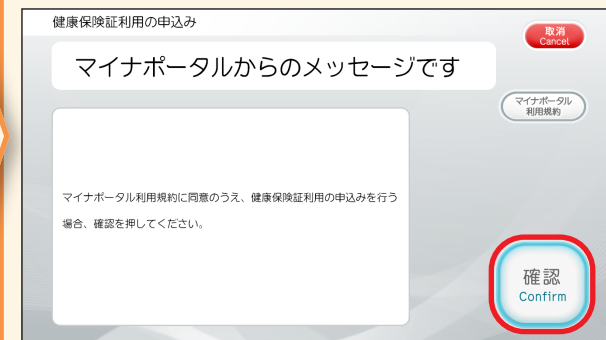 健康保険証利用の申込み
取消
Cancel
マイナポータルからのメッセージです
マイナポータル
利用規約
マイナポータル利用規約に同意のうえ、健康保険証利用の申込みを行う
場合、確認を押してください。
確認
Confirm